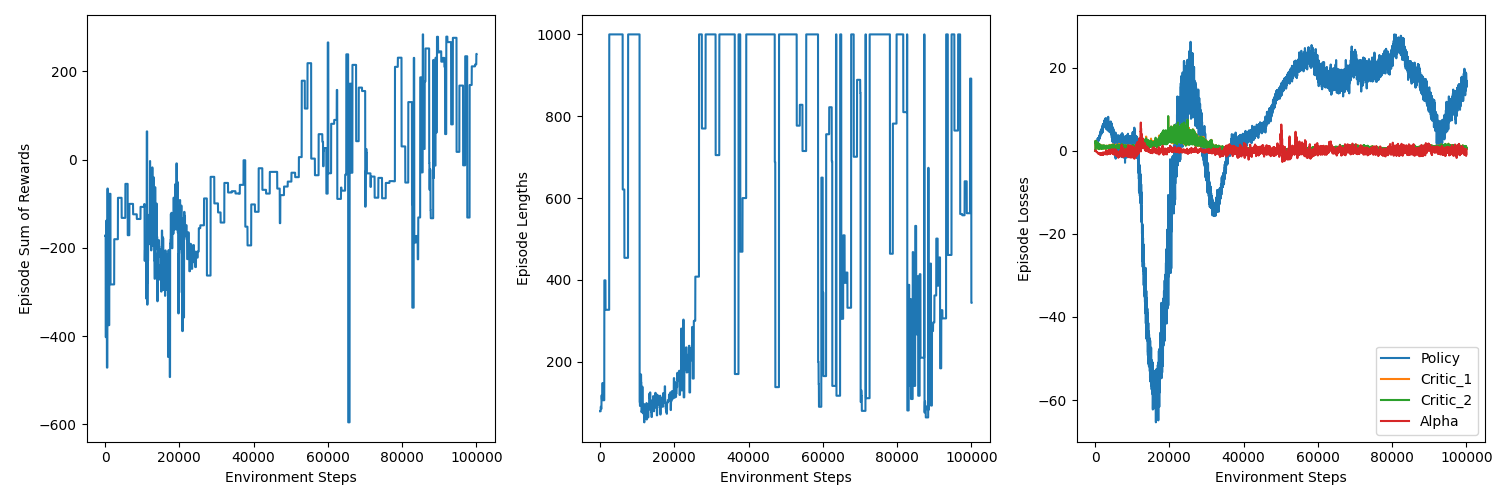 Episode Sum of Rewards
200
0
−200
−400
−600
0 20000 40000 60000 80000 100000
Environment Steps
Episode Lengths
1000
800
600
400
200
0 20000 40000 60000 80000 100000
Environment Steps
Episode Losses
20
0
−20
−40
−60
0 20000 40000 60000 80000 100000
Environment Steps
Policy
Critic_1
Critic_2
Alpha